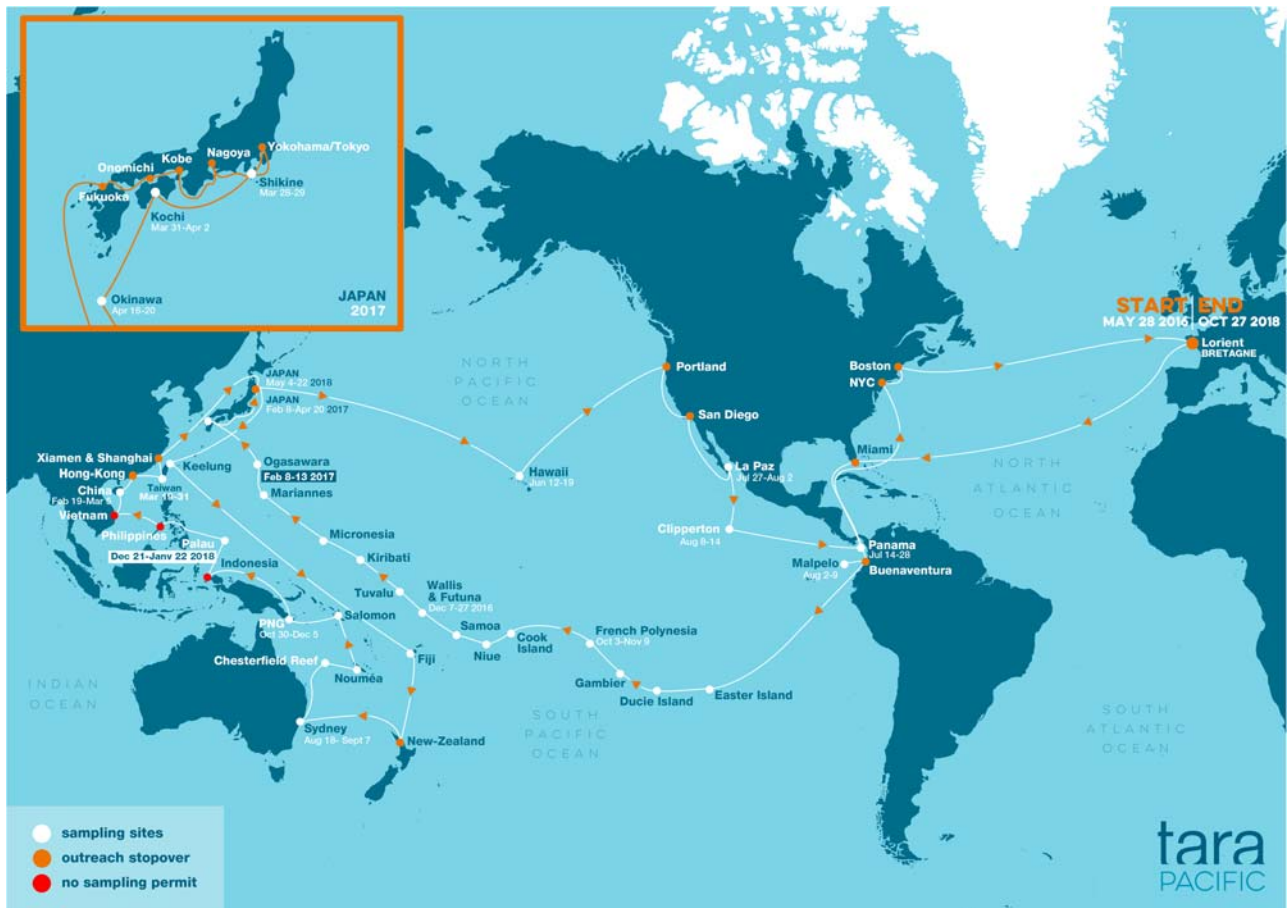 Yokohama/Tokyo
Nagoya
Kobe
Onomichi
Fukuoka
Shikine
Mar 28-29
Kochi
Mar 31-Apr 2
Okinawa
Apr 16-20
JAPAN
2017
START
MAY 28 2016
END
OCT 27 2018
Lorient
BRETAGNE
NORTH
PACIFIC
OCEAN
Portland
Boston
NYC
San Diego
Miami
JAPAN
May 4-22 2018
JAPAN
Feb 8-Apr 20 2017
Xiamen & Shanghai
Keelung
Hong-Kong
Taiwan
Mar 19-31
China
Feb 19-Mar 5
Vietnam
Philippines
Palau
Dec 21-Janv 22 2018
Indonesia
Ogasawara
Feb 8-13 2017
Mariannes
Micronesia
Kiribati
Tuvalu
Wallis
& Futuna
Dec 7-27 2016
Hawaii
Jun 12-19
La Paz
Jul 27-Aug 2
Clipperton
Aug 8-14
Malpelo
Aug 2-9
Panama
Jul 14-28
Buenaventura
NORTH
ATLANTIC
OCEAN
PNG
Oct 30-Dec 5
Salomon
Samoa
Niue
Cook
Island
French Polynesia
Oct 3-Nov 9
Chesterfield Reef
Nouméa
Fiji
Gambier
Ducie Island
Easter Island
INDIAN
OCEAN
Sydney
Aug 18- Sept 7
New-Zealand
SOUTH
PACIFIC
OCEAN
SOUTH
ATLANTIC
OCEAN
sampling sites
outreach stopover
no sampling permit
tara
PACIFIC